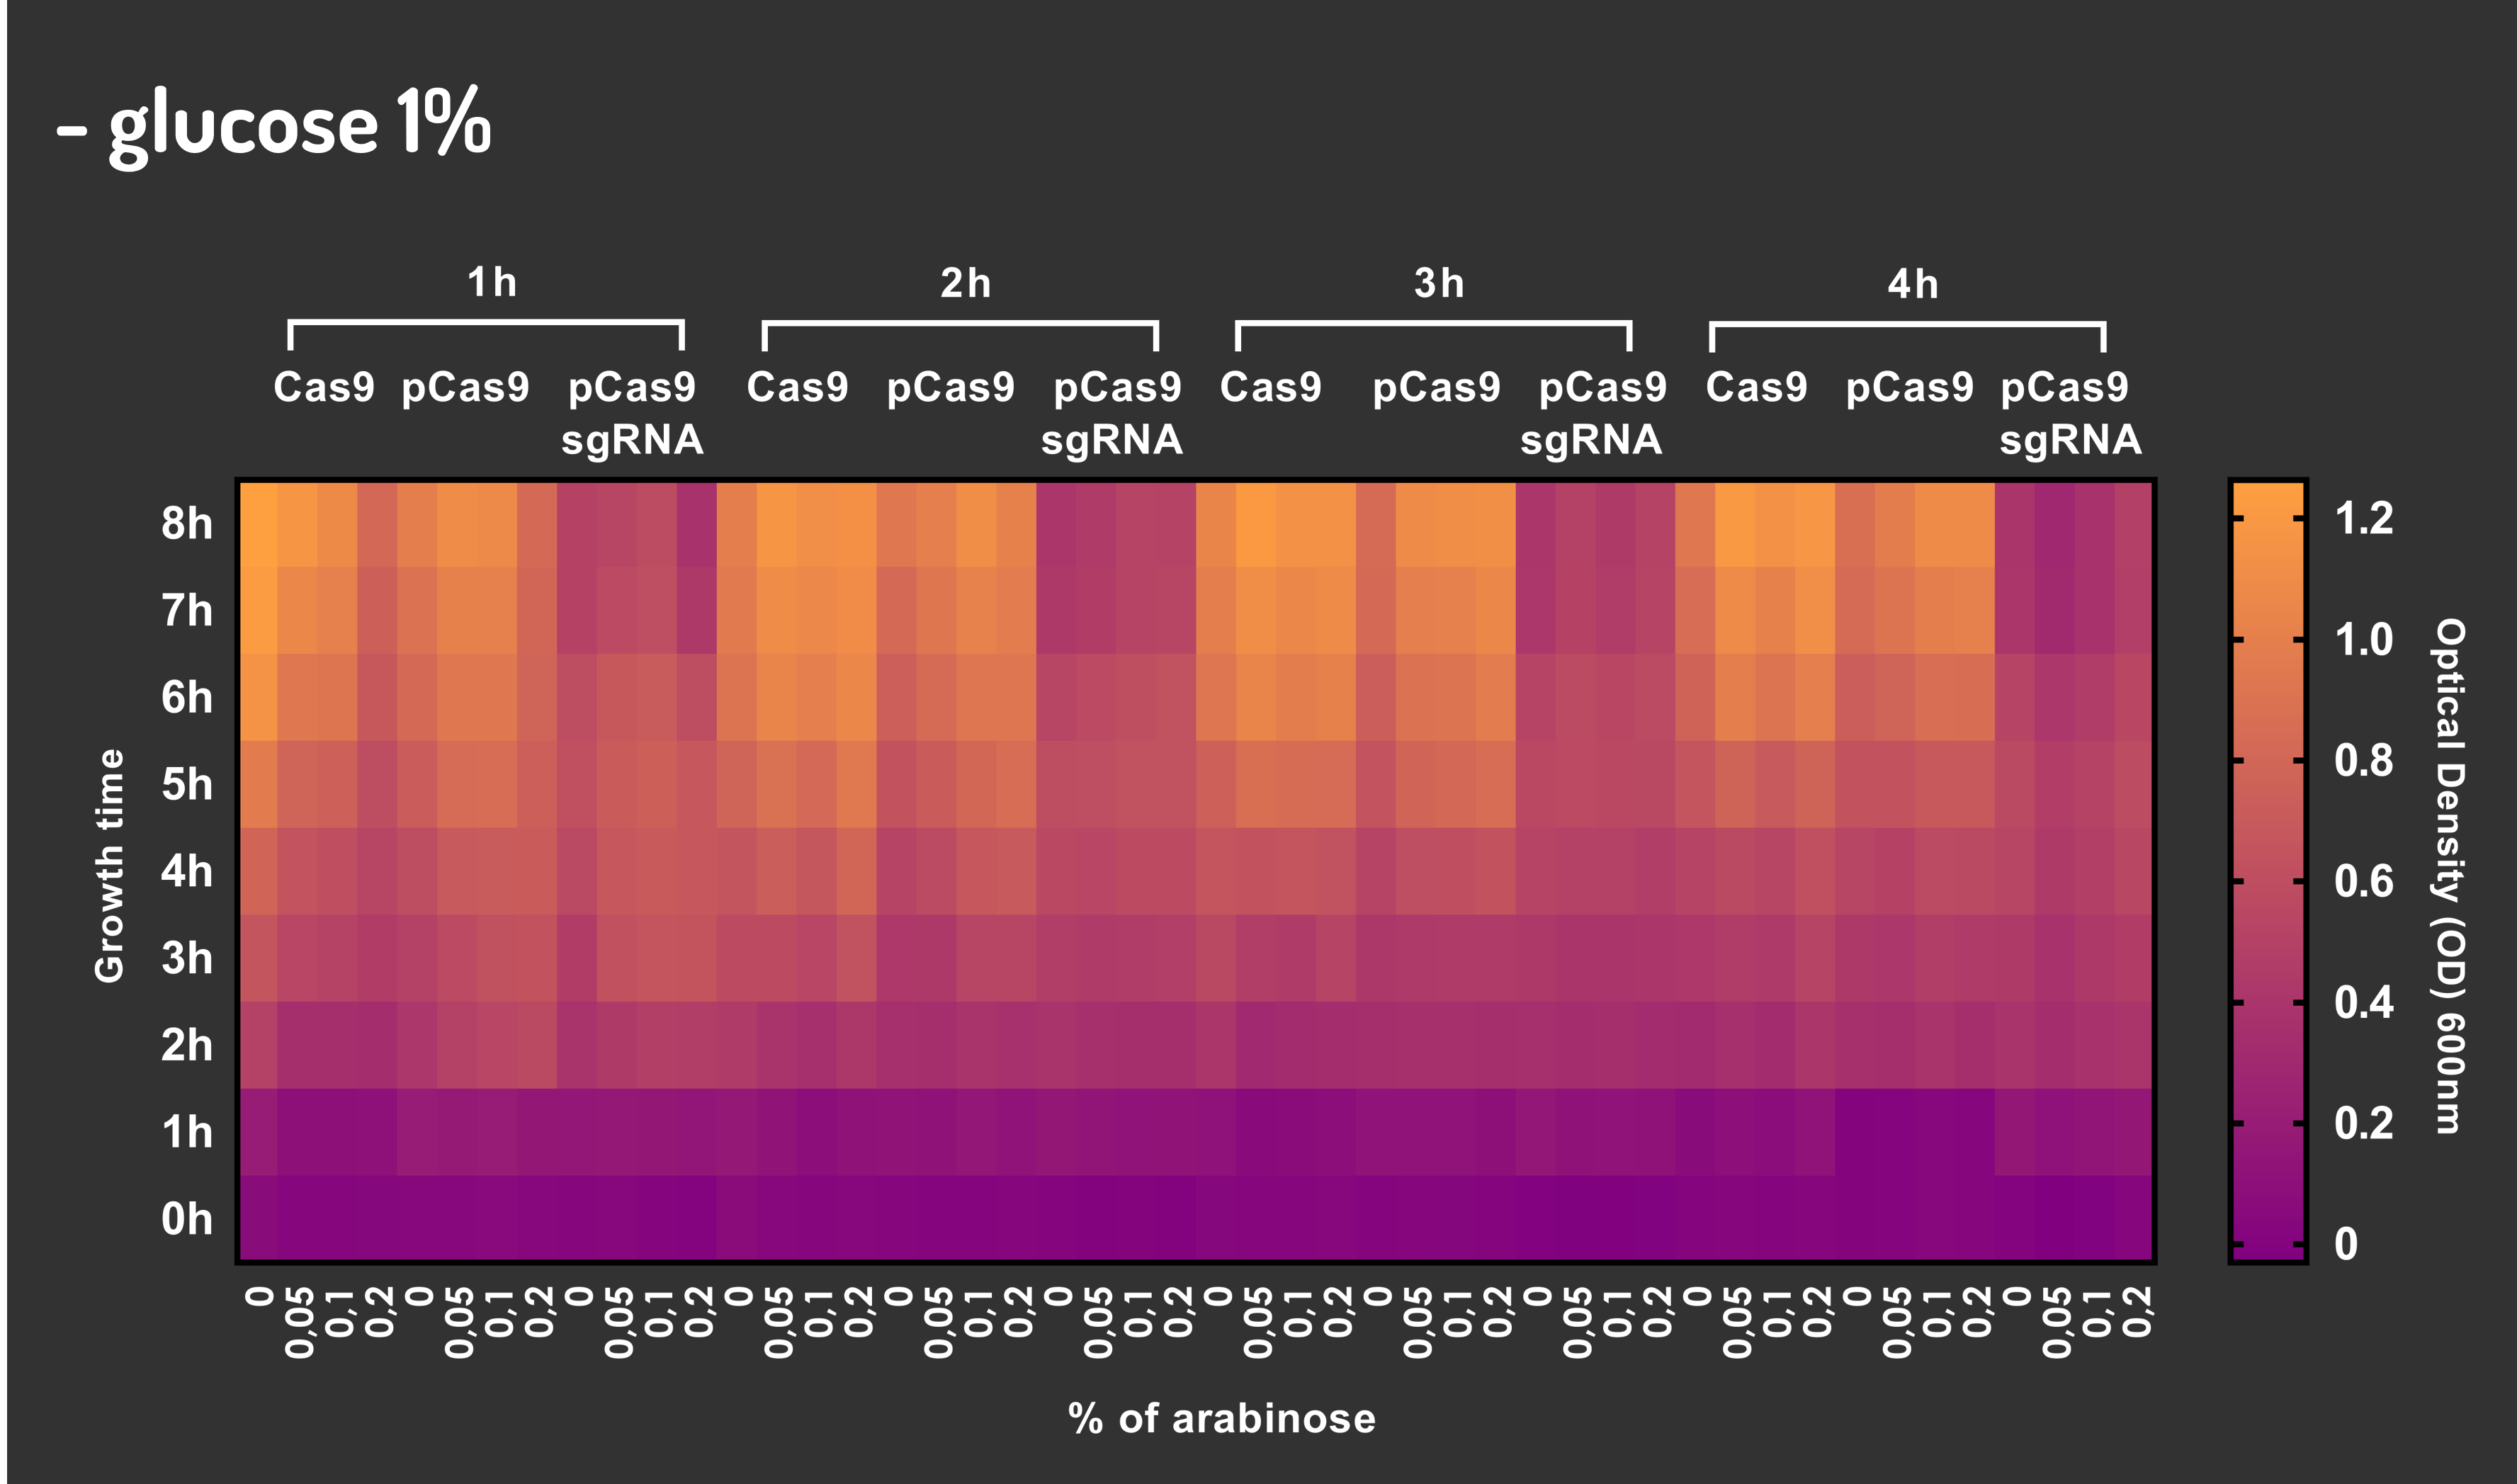 - glucose 1%
1h 2h 3h 4h
Cas9 pCas9 pCas9 Cas9 pCas9 pCas9 Cas9 pCas9 pCas9 Cas9 pCas9 pCas9
sgRNA sgRNA sgRNA sgRNA
Growth time
8h
7h
6h
5h
4h
3h
2h
1h
0h
1.2
1.0
0.8
0.6
0.4
0.2
0
Optical Density (OD) 600nm
0 0,05 0,1 0,2 0 0,05 0,1 0,2 0 0,05 0,1 0,2 0 0,05 0,1 0,2 0 0,05 0,1 0,2 0 0,05 0,1 0,2 0 0,05 0,1 0,2 0 0,05 0,1 0,2 0 0,05 0,1 0,2 0 0,05 0,1 0,2 0 0,05 0,1 0,2 0 0,05 0,1 0,2
% of arabinose